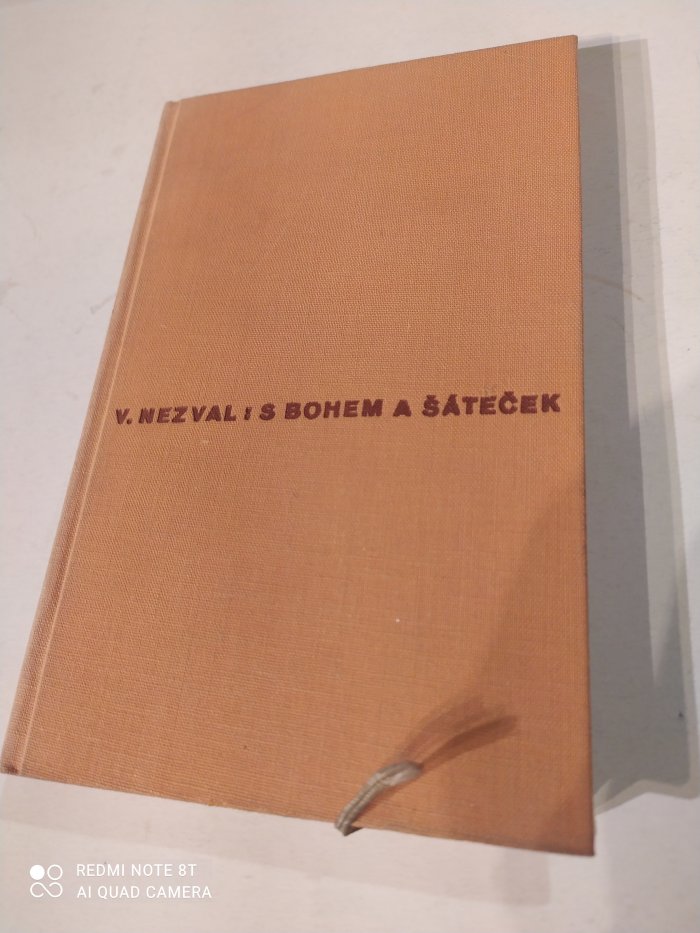 V. NEZVAL : S BOHEM A ŠÁTEČEK
REDMI NOTE 8T
AI QUAD CAMERA